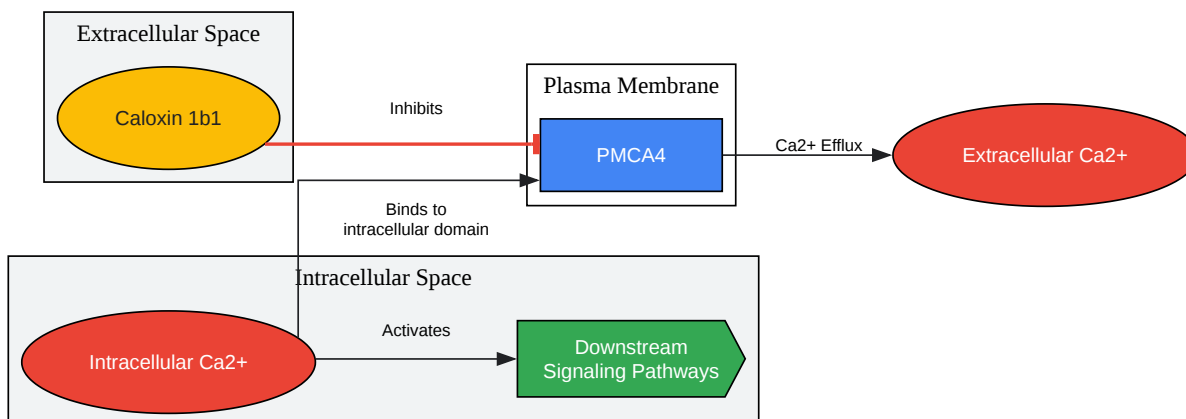 Extracellular Space
Caloxin 1b1
Inhibits
Plasma Membrane
PMCA4
Ca2+ Efflux
Extracellular Ca2+
Binds to
intracellular domain
Intracellular Space
Intracellular Ca2+
Activates
Downstream
Signaling Pathways